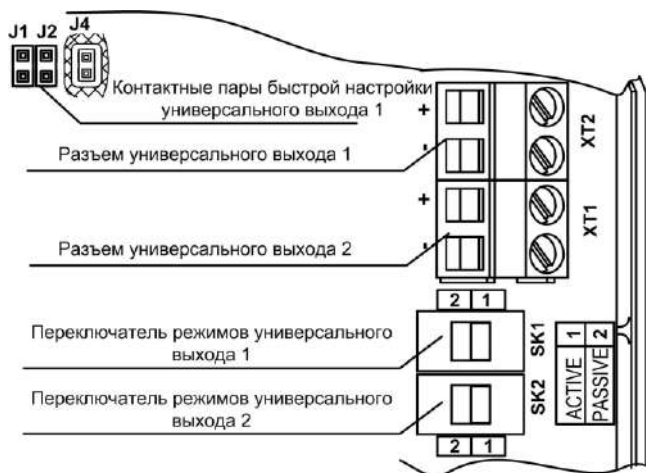 J1 J2 J4
Контактные пары быстрой настройки
универсального выхода 1
+
-
XT2
Разъем универсального выхода 1
+
-
XT1
Разъем универсального выхода 2
2 1
Переключатель режимов универсального
выхода 1
SK1
ACTIVE 1
PASSIVE 2
Переключатель режимов универсального
выхода 2
SK2
2 1